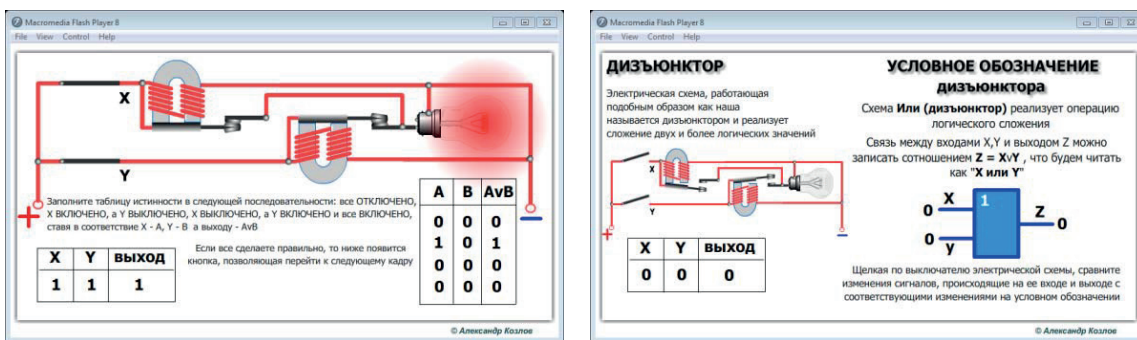 Macromedia Flash Player 8
File View Control Help
X
Y
+
−
Заполните таблицу истинности в следующей последовательности: все ОТКЛЮЧЕНО,
X ВКЛЮЧЕНО, а Y ВЫКЛЮЧЕНО, X ВЫКЛЮЧЕНО, а Y ВКЛЮЧЕНО и все ВКЛЮЧЕНО,
ставя в соответствие X - A, Y - B а выходу - AvB
X Y выход
1 1 1
Если все сделаете правильно, то ниже появится
кнопка, позволяющая перейти к следующему кадру
A B AvB
0 0 0
1 0 1
0 0 0
0 0 0
© Александр Козлов
Macromedia Flash Player 8
File View Control Help
ДИЗЪЮНКТОР
Электрическая схема, работающая
подобным образом как наша
называется дизъюнктором и реализует
сложение двух и более логических значений
X
Y
+
−
X Y выход
0 0 0
УСЛОВНОЕ ОБОЗНАЧЕНИЕ
дизъюнктора
Схема Или (дизъюнктор) реализует операцию
логического сложения
Связь между входами X,Y и выходом Z можно
записать сотношением Z = XvY , что будем читать
как "X или Y"
0 X 1 Z 0
0 y
Щелкая по выключателю электрической схемы, сравните
изменения сигналов, происходящие на ее входе и выходе с
соответствующими изменениями на условном обозначении
© Александр Козлов